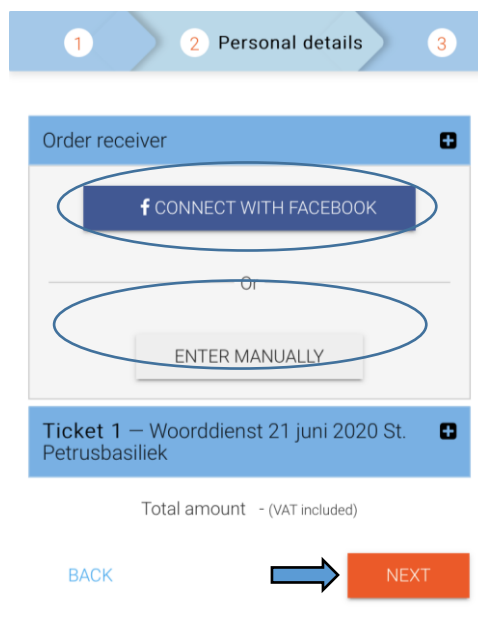 1
2 Personal details
3
Order receiver
f CONNECT WITH FACEBOOK
Or
ENTER MANUALLY
Ticket 1 – Woorddienst 21 juni 2020 St.
Petrusbasiliek
Total amount - (VAT included)
BACK
NEXT